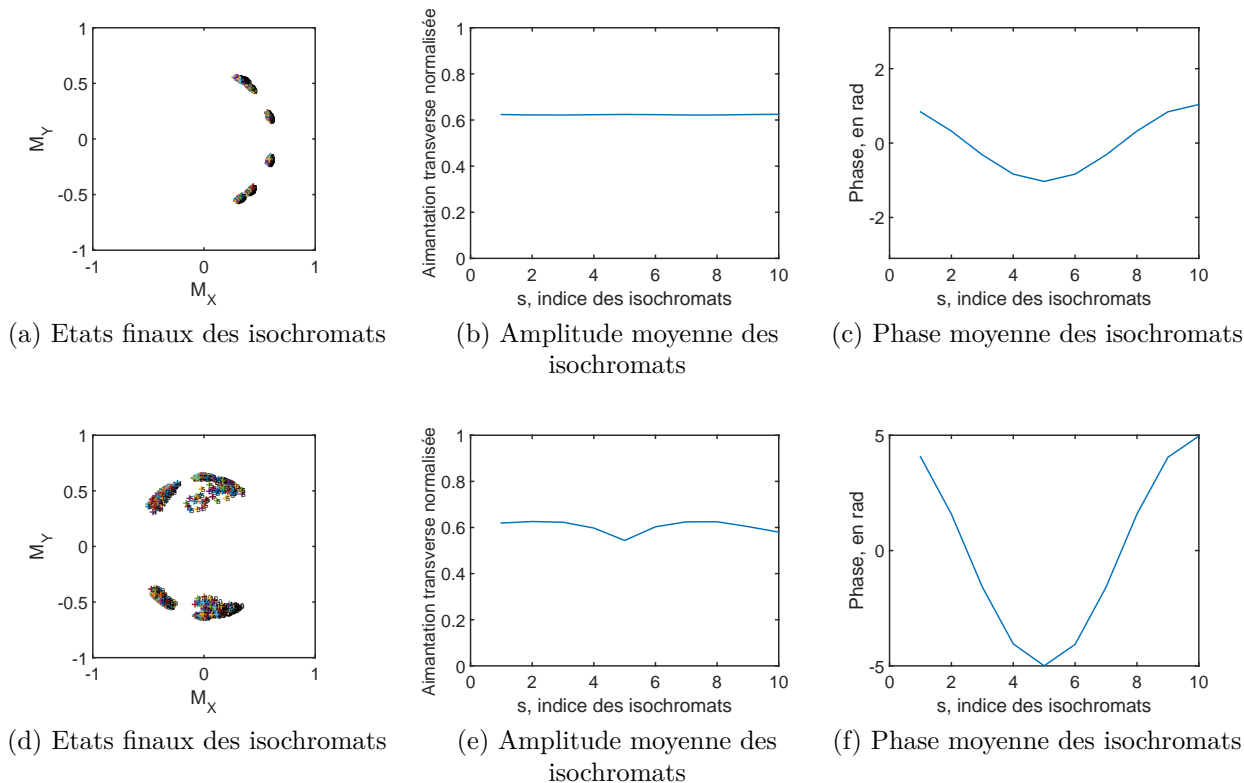 1
0.5
0
-0.5
-1
-1
0
1
M_Y
M_X
(a) Etats finaux des isochromats
1
0.8
0.6
0.4
0.2
0
0
2
4
6
8
10
Aimantation transverse normalisée
s, indice des isochromats
(b) Amplitude moyenne des
isochromats
2
0
-2
0
2
4
6
8
10
Phase, en rad
s, indice des isochromats
(c) Phase moyenne des isochromats
1
0.5
0
-0.5
-1
-1
0
1
M_Y
M_X
(d) Etats finaux des isochromats
1
0.8
0.6
0.4
0.2
0
0
2
4
6
8
10
Aimantation transverse normalisée
s, indice des isochromats
(e) Amplitude moyenne des
isochromats
5
0
-5
0
2
4
6
8
10
Phase, en rad
s, indice des isochromats
(f) Phase moyenne des isochromats